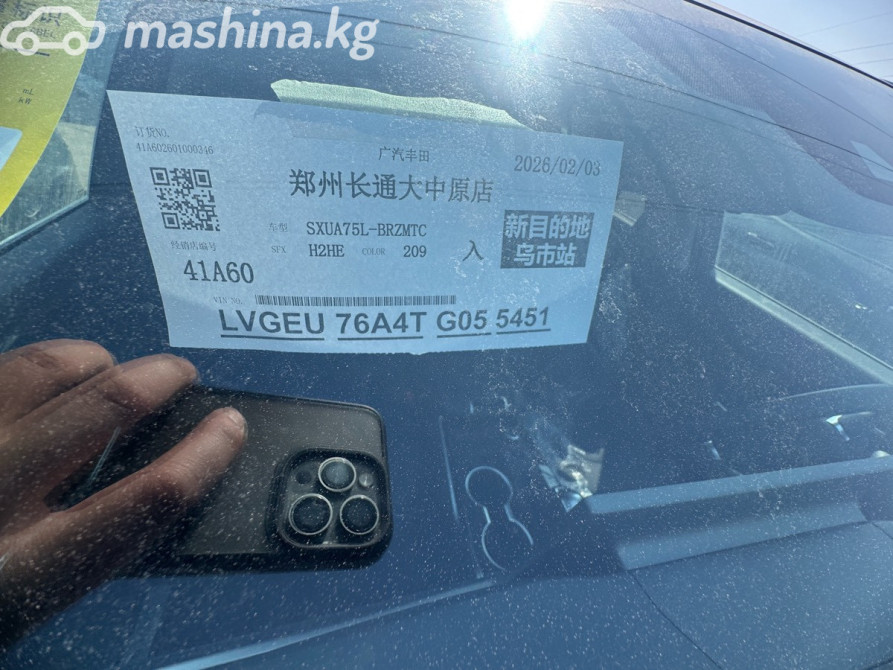 mashina.kg
订货NO.
41A602601000346
广汽丰田
2026/02/03
郑州长通大中原店
车型 SXUA75L-BRZMTC
SFX H2HE COLOR 209 入
新目的地
乌市站
经销店编号
41A60
VIN NO.
LVGEU 76A4T G05 5451